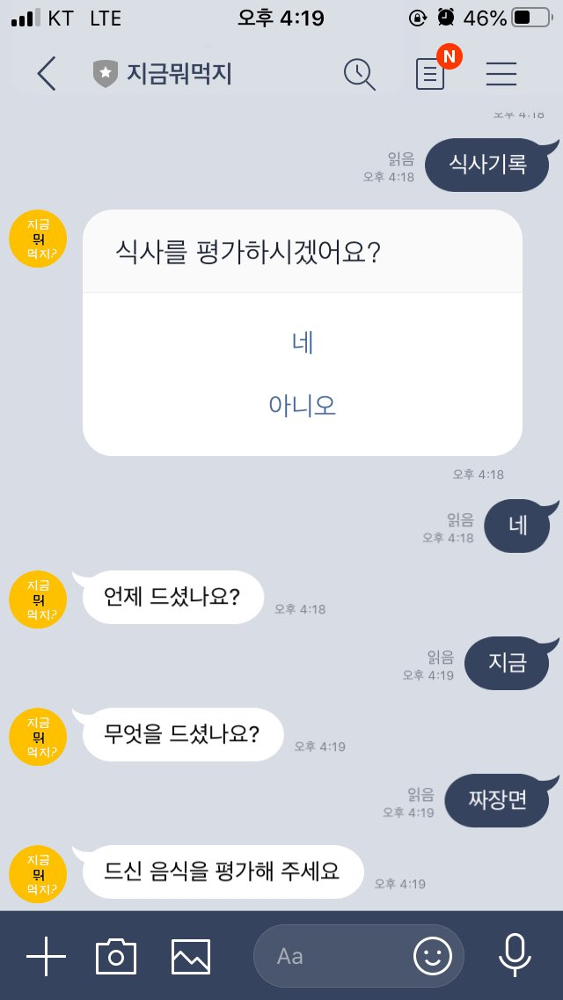 KT LTE 오후 4:19 46%
지금뭐먹지 N
오후 4:18
읽음
오후 4:18
식사기록
지금
뭐
먹지?
식사를 평가하시겠어요?
네
아니오
오후 4:18
읽음
오후 4:18
네
지금
뭐
먹지?
언제 드셨나요?
오후 4:18
읽음
오후 4:19
지금
지금
뭐
먹지?
무엇을 드셨나요?
오후 4:19
읽음
오후 4:19
짜장면
지금
뭐
먹지?
드신 음식을 평가해 주세요
오후 4:19
Aa